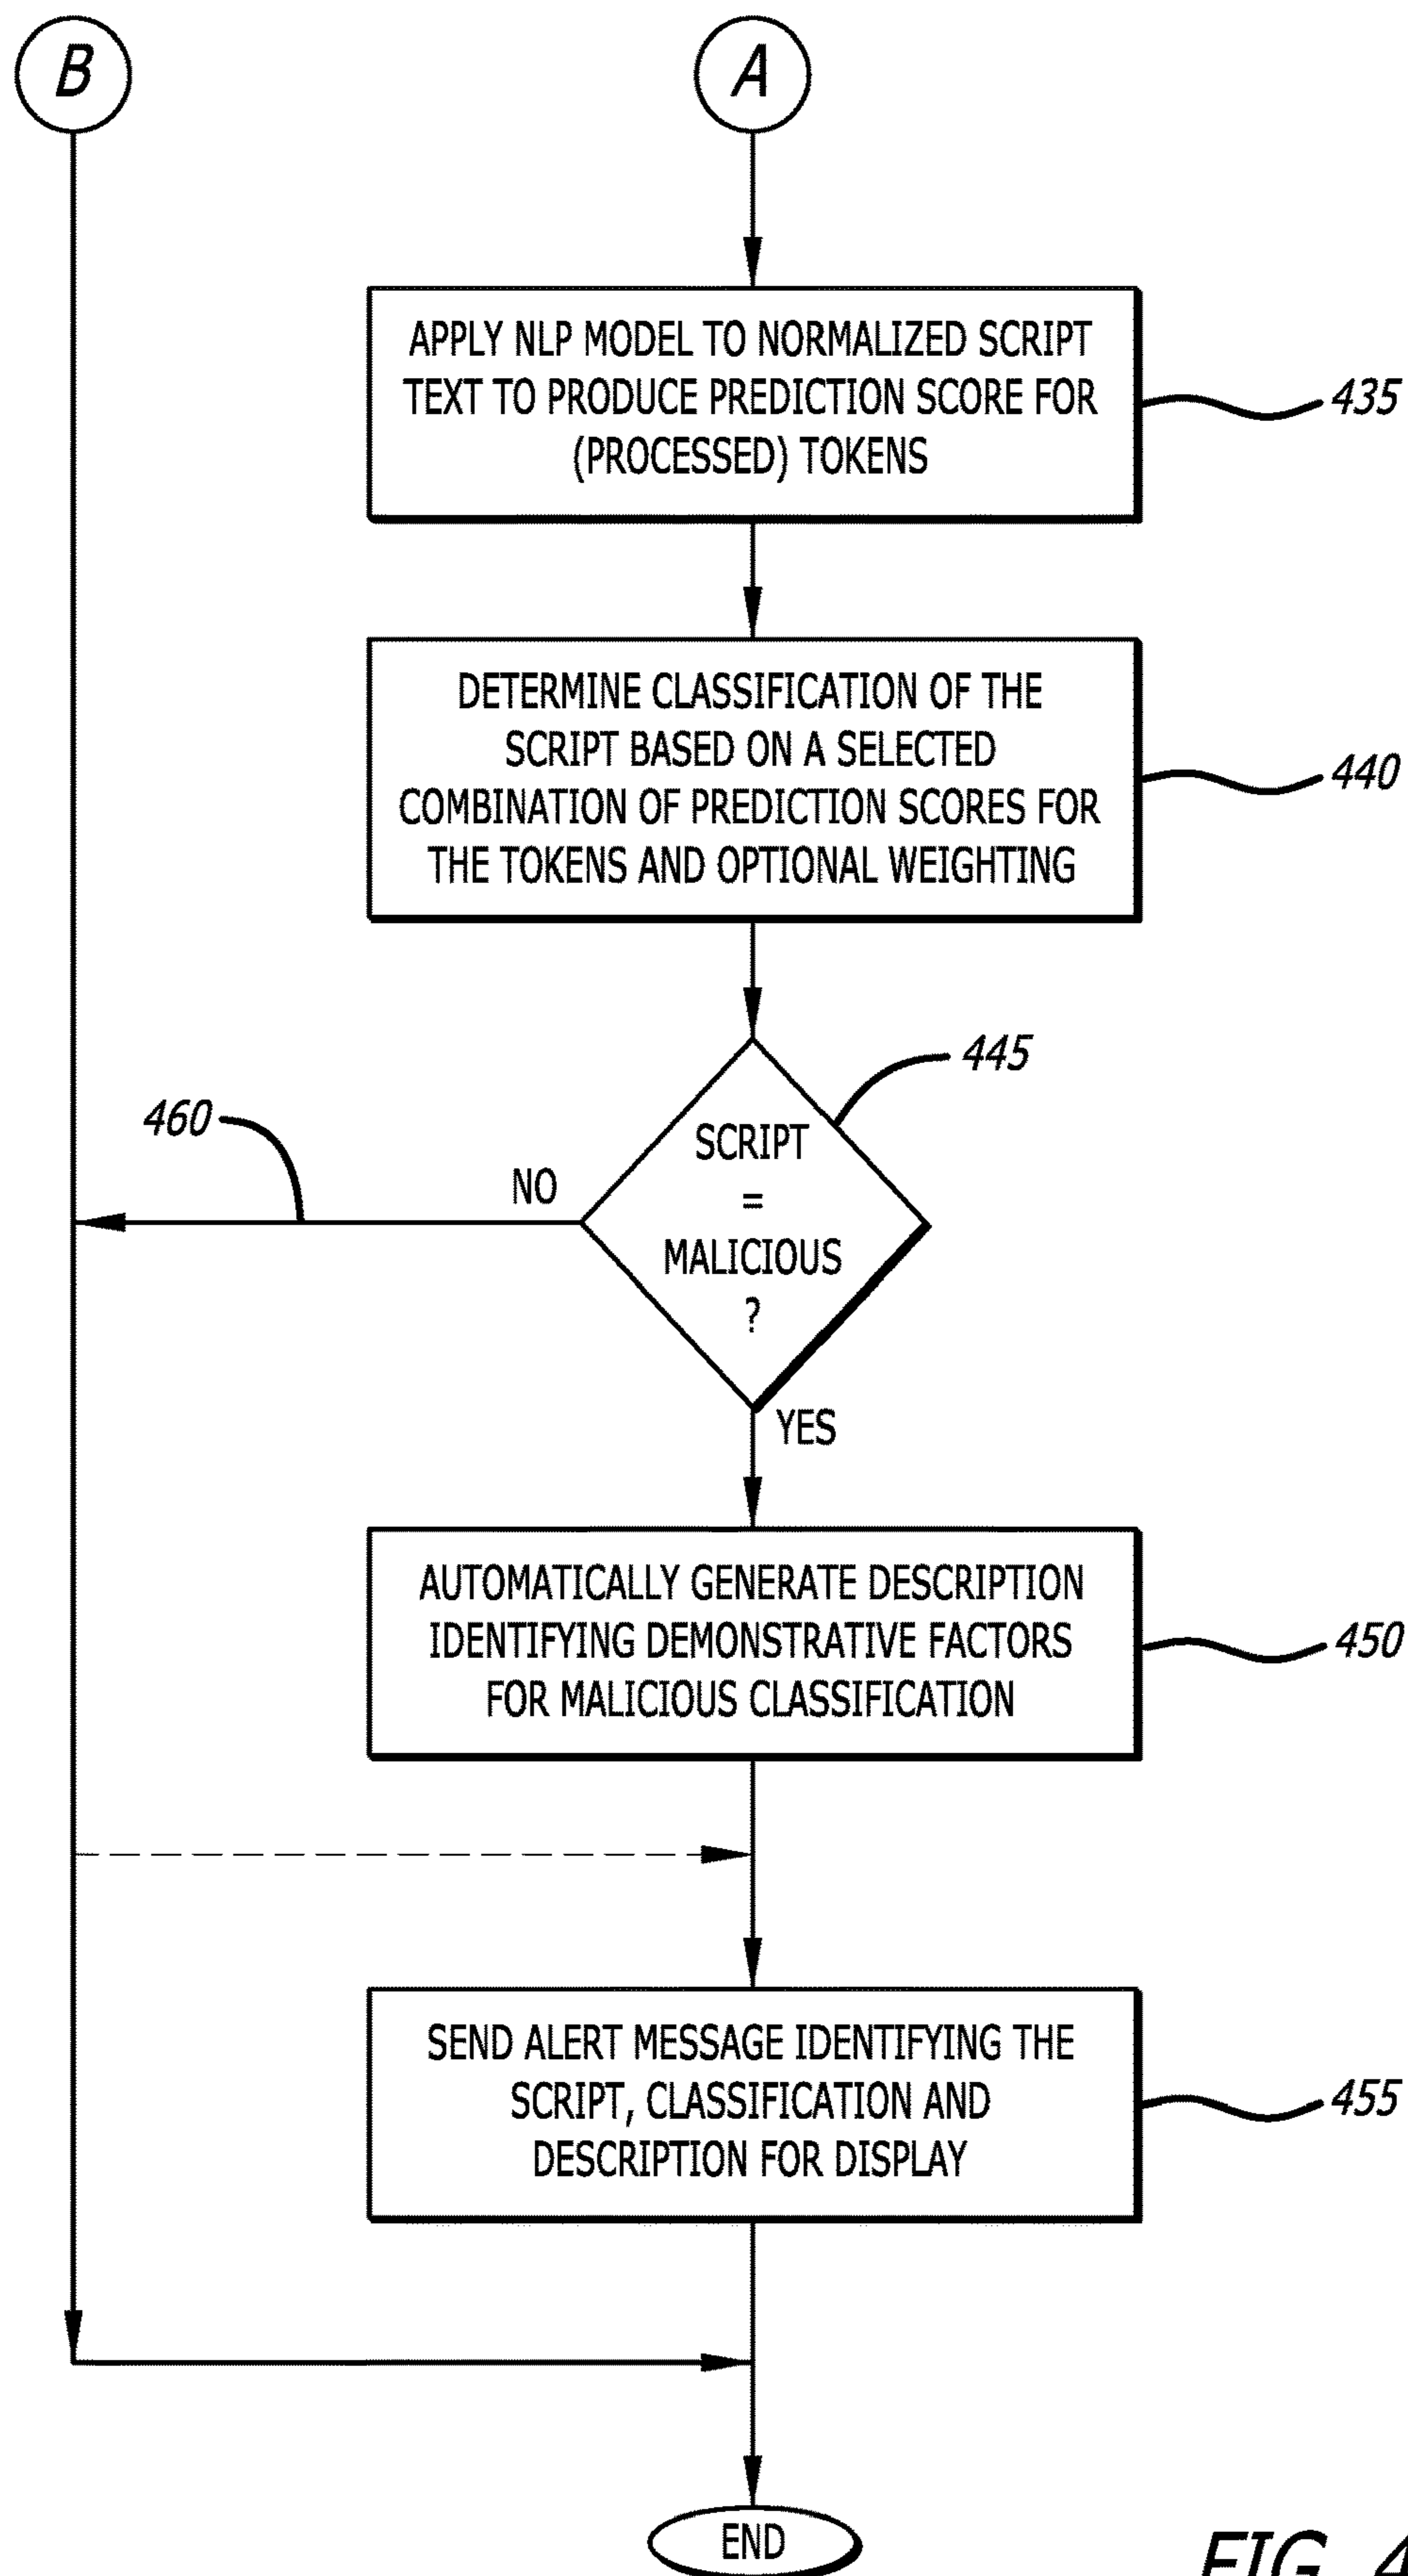 B
A
APPLY NLP MODEL TO NORMALIZED SCRIPT
TEXT TO PRODUCE PREDICTION SCORE FOR
(PROCESSED) TOKENS
435
DETERMINE CLASSIFICATION OF THE
SCRIPT BASED ON A SELECTED
COMBINATION OF PREDICTION SCORES FOR
THE TOKENS AND OPTIONAL WEIGHTING
440
445
460
NO
SCRIPT
=
MALICIOUS
?
YES
AUTOMATICALLY GENERATE DESCRIPTION
IDENTIFYING DEMONSTRATIVE FACTORS
FOR MALICIOUS CLASSIFICATION
450
SEND ALERT MESSAGE IDENTIFYING THE
SCRIPT, CLASSIFICATION AND
DESCRIPTION FOR DISPLAY
455
END
FIG. 4